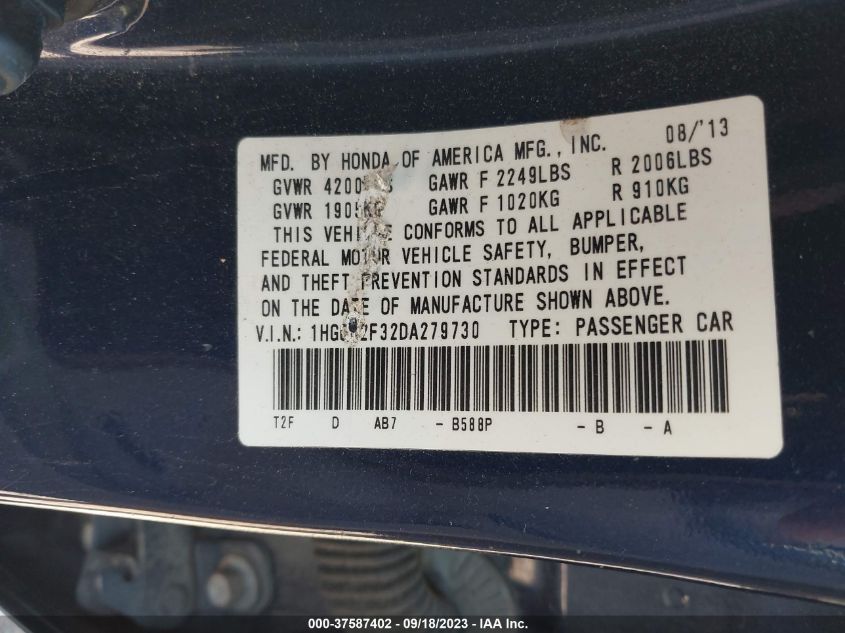 MFD. BY HONDA OF AMERICA MFG., INC. 08/'13
GVWR GAWR F 2249LBS R 2006LBS
GVWR GAWR F 1020KG R 910KG
THIS VEHICLE CONFORMS TO ALL APPLICABLE
FEDERAL MOTOR VEHICLE SAFETY, BUMPER,
AND THEFT PREVENTION STANDARDS IN EFFECT
ON THE DATE OF MANUFACTURE SHOWN ABOVE.
V.I.N.: TYPE: PASSENGER CAR
T2F D AB7 - B588P - B - A
000-37587402 - 09/18/2023 - IAA Inc.